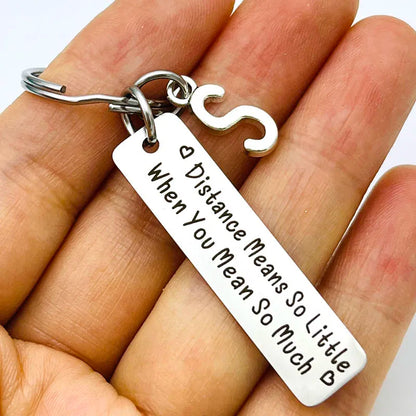 S
♡ Distance Means So Little
When You Mean So Much ♡